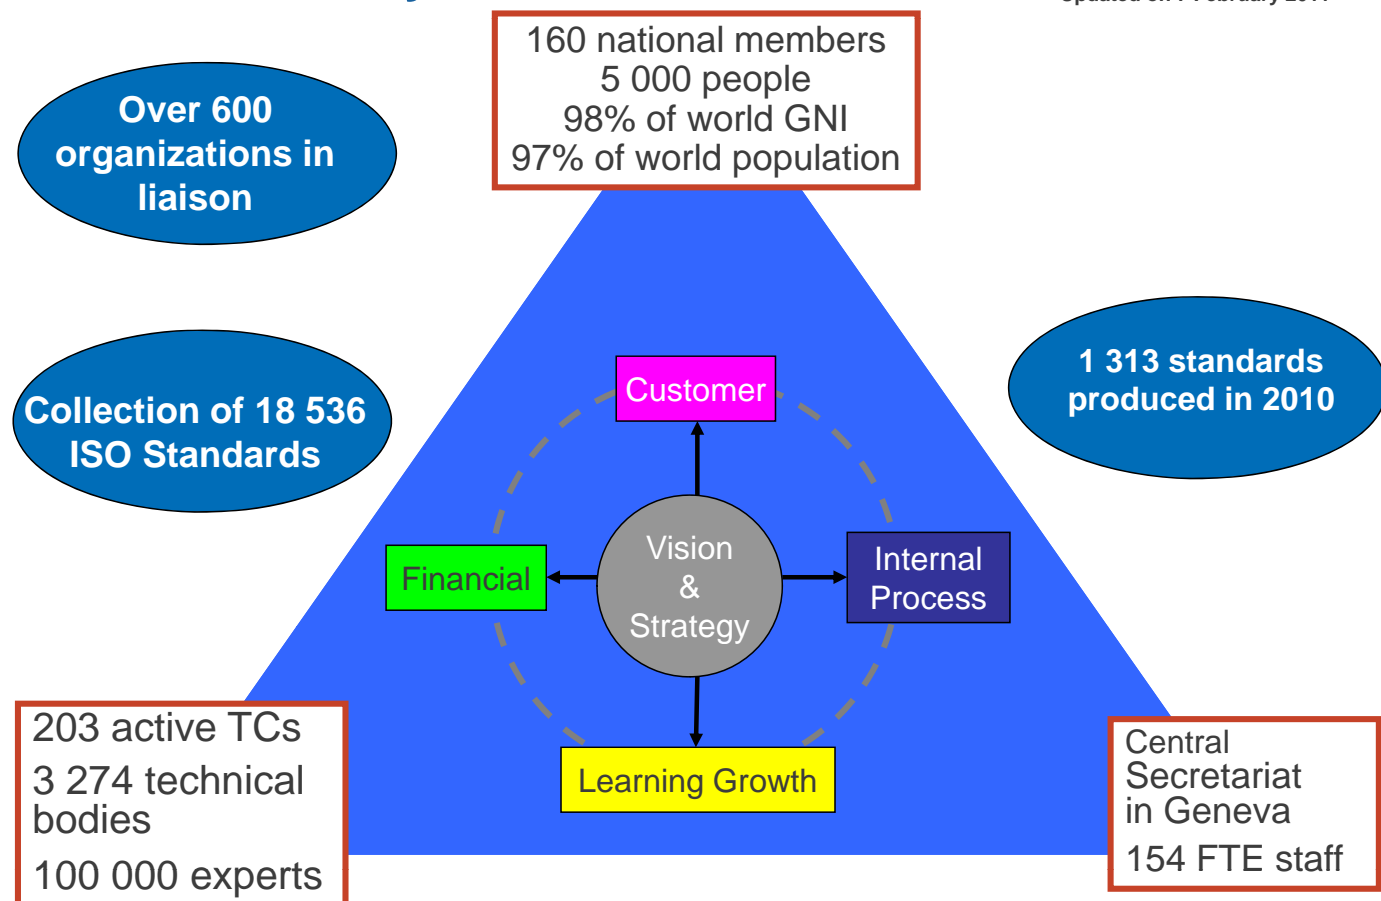 160 national members
5 000 people
98% of world GNI
97% of world population
Over 600
organizations in
liaison
Collection of 18 536
ISO Standards
1 313 standards
produced in 2010
Customer
Financial
Vision
&
Strategy
Internal
Process
Learning Growth
203 active TCs
3 274 technical
bodies
100 000 experts
Central
Secretariat
in Geneva
154 FTE staff